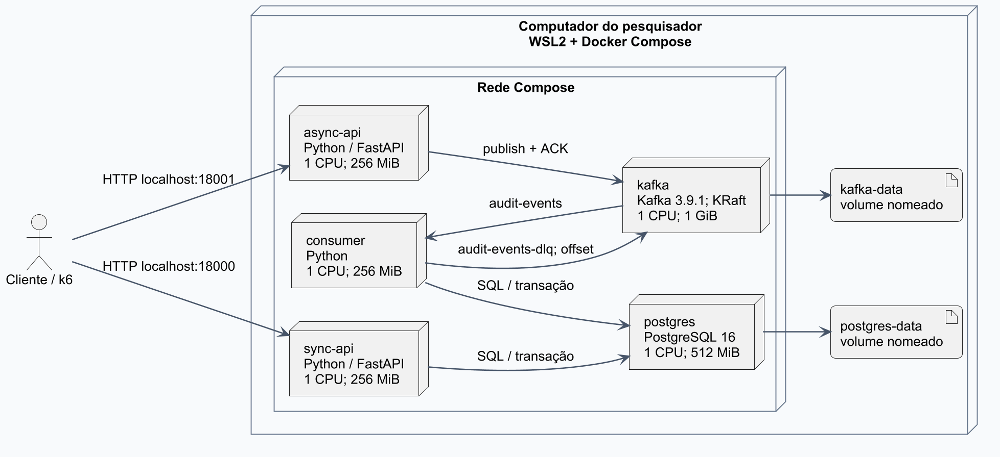 Computador do pesquisador
WSL2 + Docker Compose
Rede Compose
async-api
Python / FastAPI
1 CPU; 256 MiB
publish + ACK
HTTP localhost:18001
kafka
Kafka 3.9.1; KRaft
1 CPU; 1 GiB
kafka-data
volume nomeado
audit-events
consumer
Python
1 CPU; 256 MiB
audit-events-dlq; offset
HTTP localhost:18000
Cliente / k6
SQL / transação
postgres
PostgreSQL 16
1 CPU; 512 MiB
postgres-data
volume nomeado
sync-api
Python / FastAPI
1 CPU; 256 MiB
SQL / transação